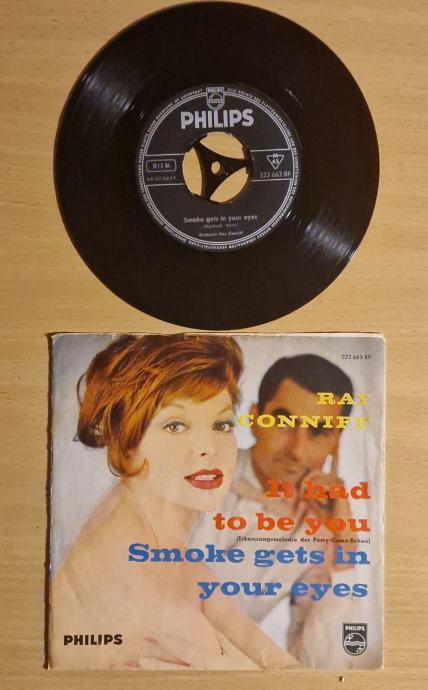 PHILIPS
BIEM
M
45
322 663 BF
Smoke gets in your eyes
(Harbach - Kern)
Orchester Ray Conniff
322 663 BF
RAY
CONNIFF
It had
to be you
(Erkennungsmelodie der Perry-Como-Schau)
Smoke gets in
your eyes
PHILIPS
PHILIPS